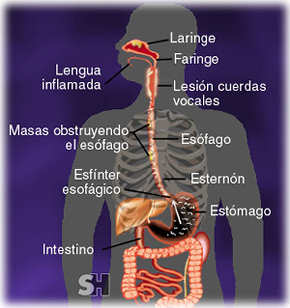 Laringe
Faringe
Lengua
inflamada
Lesión cuerdas
vocales
Masas obstruyendo
el esófago
Esófago
Esfínter
esofágico
Esternón
Estómago
Intestino
SH